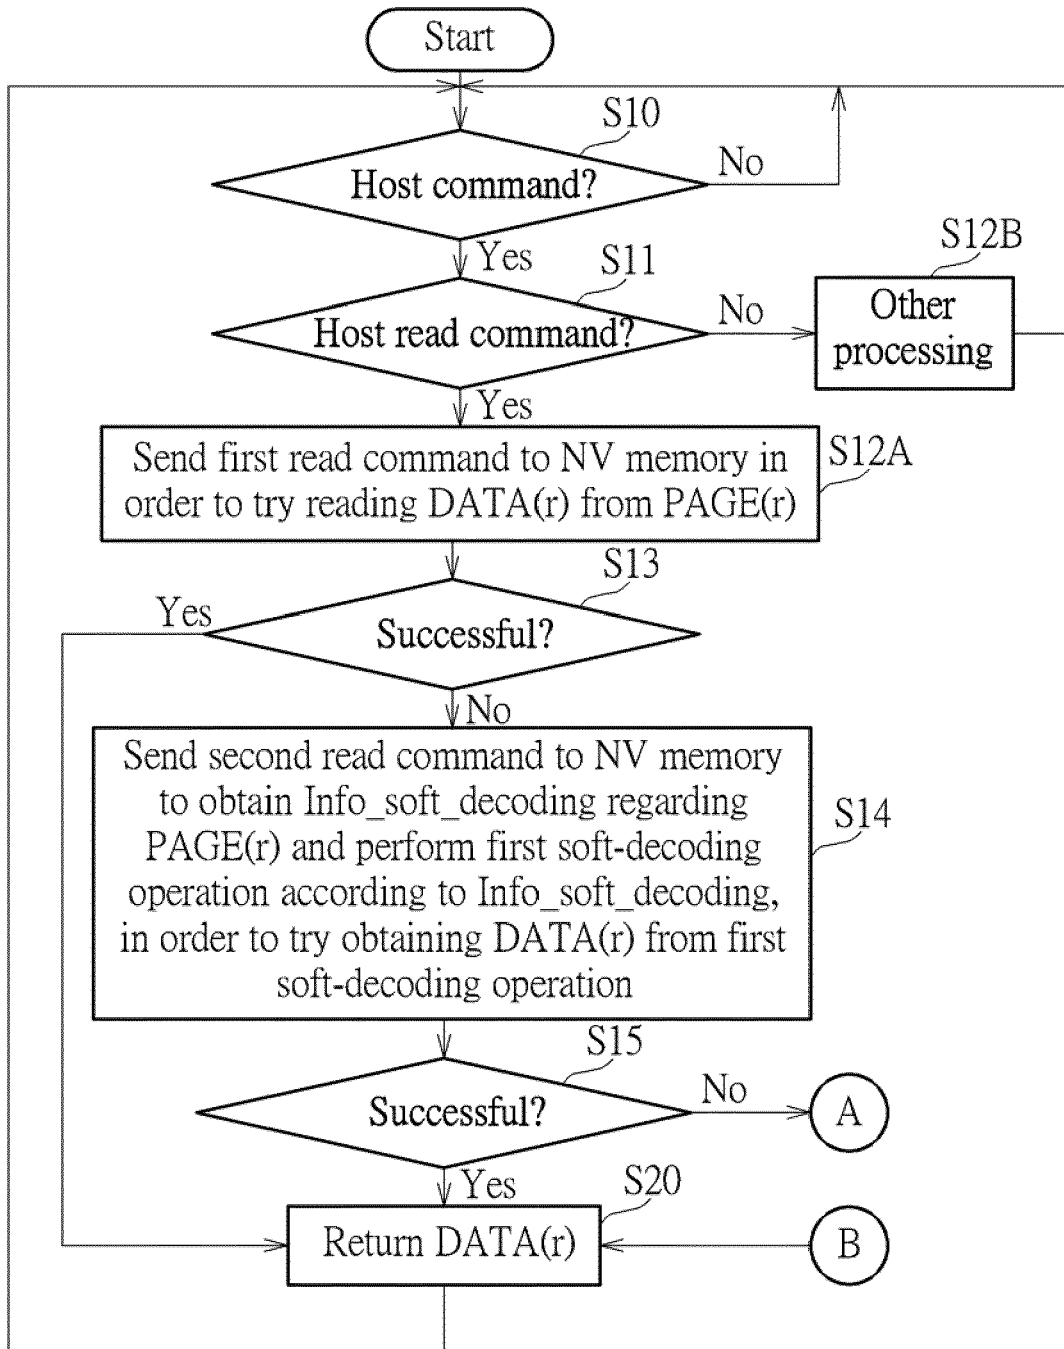 Start
S10
Host command?
No
Yes
S11
S12B
Host read command?
No
Other
processing
Yes
Send first read command to NV memory in
order to try reading DATA(r) from PAGE(r)
S12A
S13
Yes
Successful?
No
Send second read command to NV memory
to obtain Info_soft_decoding regarding
PAGE(r) and perform first soft-decoding
operation according to Info_soft_decoding,
in order to try obtaining DATA(r) from first
soft-decoding operation
S14
S15
Successful?
No
A
Yes
S20
Return DATA(r)
B